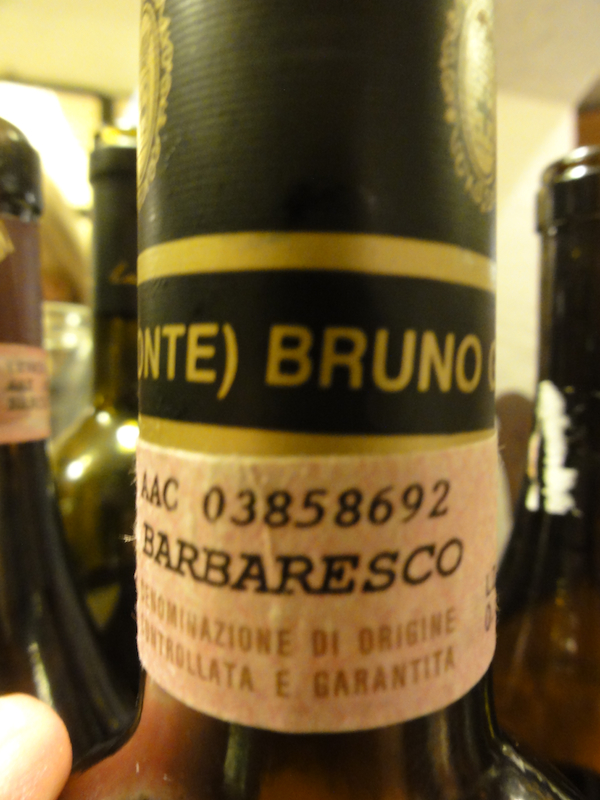 ONTE) BRUNO G
AAC 03858692
BARBARESCO
DENOMINAZIONE DI ORIGINE
CONTROLLATA E GARANTITA